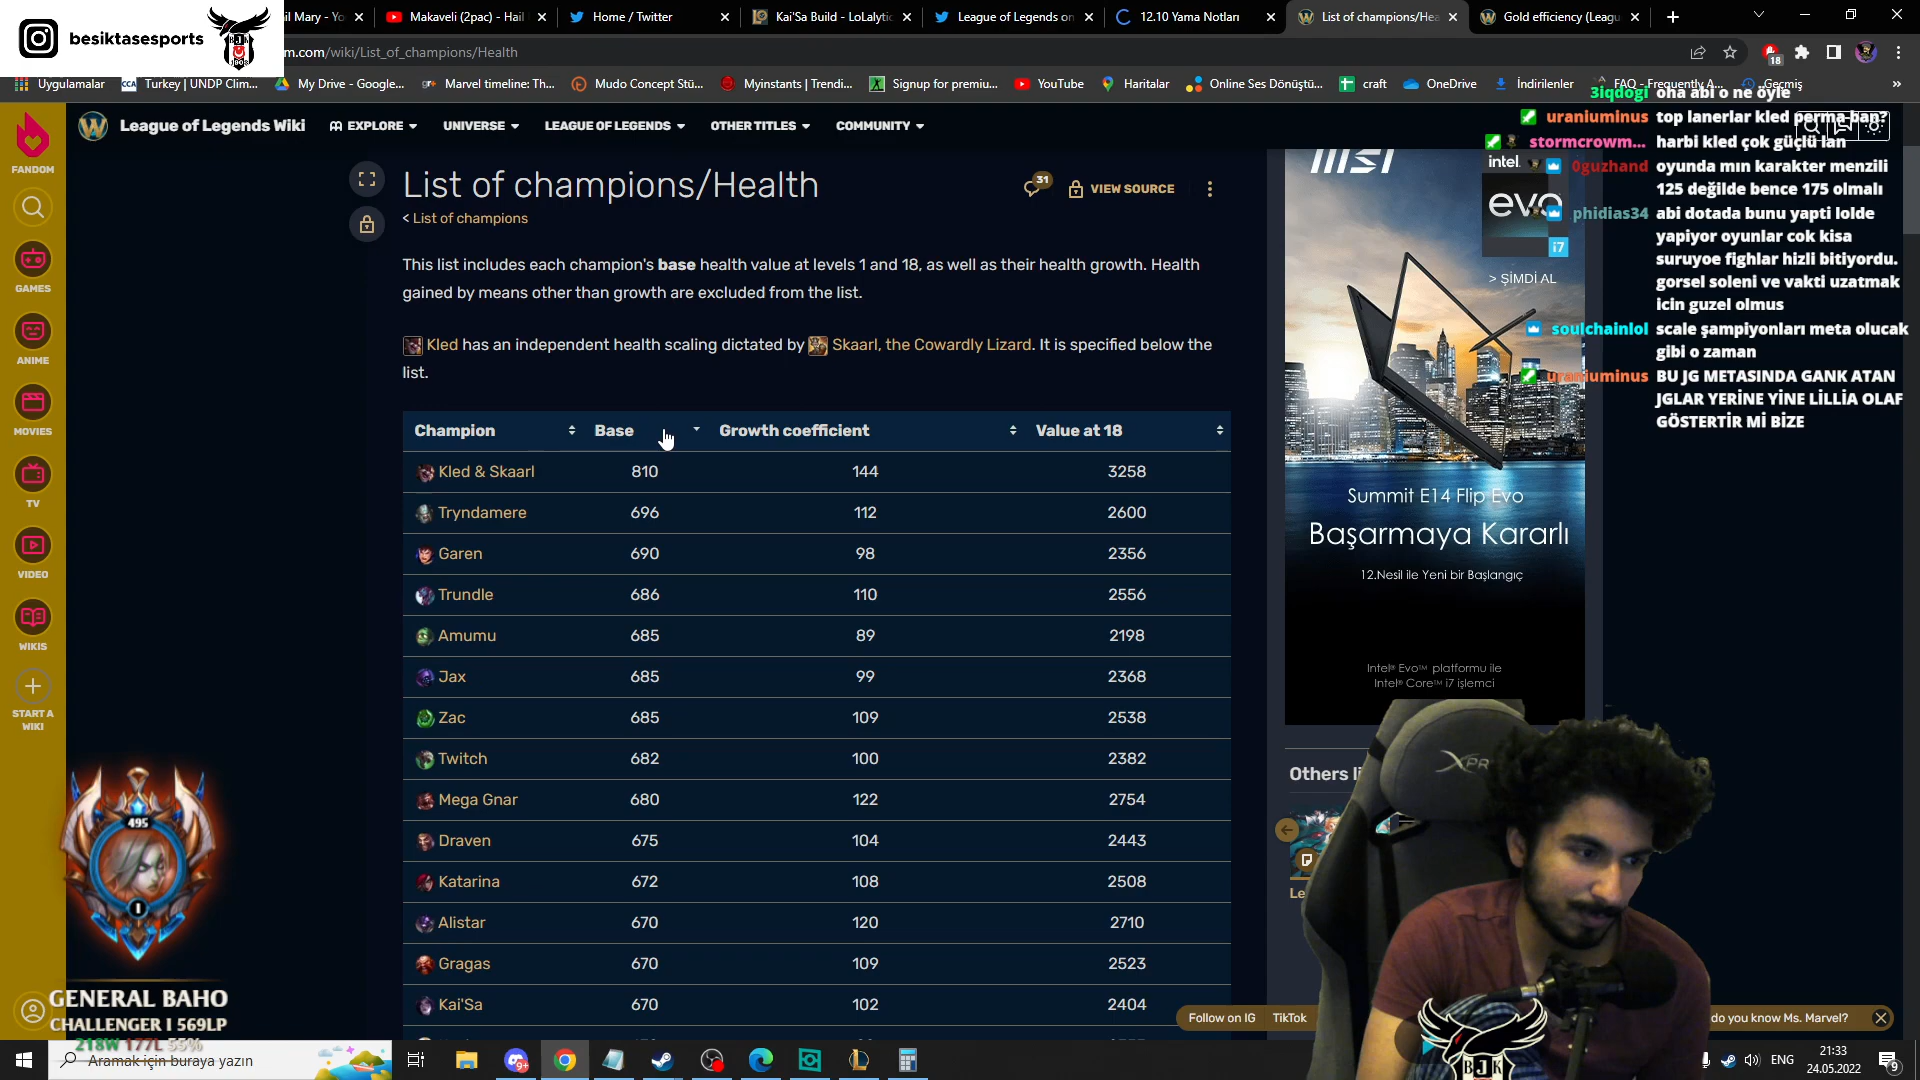 besiktasesports
il Mary - Yo
Makaveli (2pac) - Hail
Home / Twitter
Kai'Sa Build - LoLalytic
League of Legends on
12.10 Yama Notları
List of champions/Hea
Gold efficiency (Leagu
m.com/wiki/List_of_champions/Health
18
Uygulamalar
Turkey | UNDP Clim...
My Drive - Google...
Marvel timeline: Th...
Mudo Concept Stü...
Myinstants | Trendi...
Signup for premiu...
YouTube
Haritalar
Online Ses Dönüştü...
craft
OneDrive
İndirilenler
FAQ - Frequently A...
Geçmiş
»
League of Legends Wiki
EXPLORE
UNIVERSE
LEAGUE OF LEGENDS
OTHER TITLES
COMMUNITY
FANDOM
GAMES
ANIME
MOVIES
TV
VIDEO
WIKIS
START A
WIKI
List of champions/Health
31
VIEW SOURCE
< List of champions
This list includes each champion's base health value at levels 1 and 18, as well as their health growth. Health
gained by means other than growth are excluded from the list.
Kled has an independent health scaling dictated by Skaarl, the Cowardly Lizard. It is specified below the
list.
Champion Base Growth coefficient Value at 18
Kled & Skaarl 810 144 3258
Tryndamere 696 112 2600
Garen 690 98 2356
Trundle 686 110 2556
Amumu 685 89 2198
Jax 685 99 2368
Zac 685 109 2538
Twitch 682 100 2382
Mega Gnar 680 122 2754
Draven 675 104 2443
Katarina 672 108 2508
Alistar 670 120 2710
Gragas 670 109 2523
Kai'Sa 670 102 2404
msi
intel.
evo
i7
> ŞİMDİ AL
Summit E14 Flip Evo
Başarmaya Kararlı
12.Nesil ile Yeni bir Başlangıç
Intel® Evo™ platformu ile
Intel® Core™ i7 işlemci
Others li
Le
3iqdogi oha abi o ne öyle
uraniuminus top lanerlar kled perma ban?
stormcrowm... harbi kled çok güçlü lan
0guzhand oyunda mın karakter menzili
125 değilde bence 175 olmalı
phidias34 abi dotada bunu yapti lolde
yapiyor oyunlar cok kisa
suruyoe fighlar hizli bitiyordu.
gorsel soleni ve vakti uzatmak
icin guzel olmus
soulchainlol scale şampiyonları meta olucak
gibi o zaman
uraniuminus BU JG METASINDA GANK ATAN
JGLAR YERİNE YİNE LİLLİA OLAF
GÖSTERTİR Mİ BİZE
XPR
495
I
GENERAL BAHO
CHALLENGER I 569LP
218W 177L 55%
Follow on IG
TikTok
do you know Ms. Marvel?
BJK
Aramak için buraya yazın
9+
ENG
21:33
24.05.2022
9